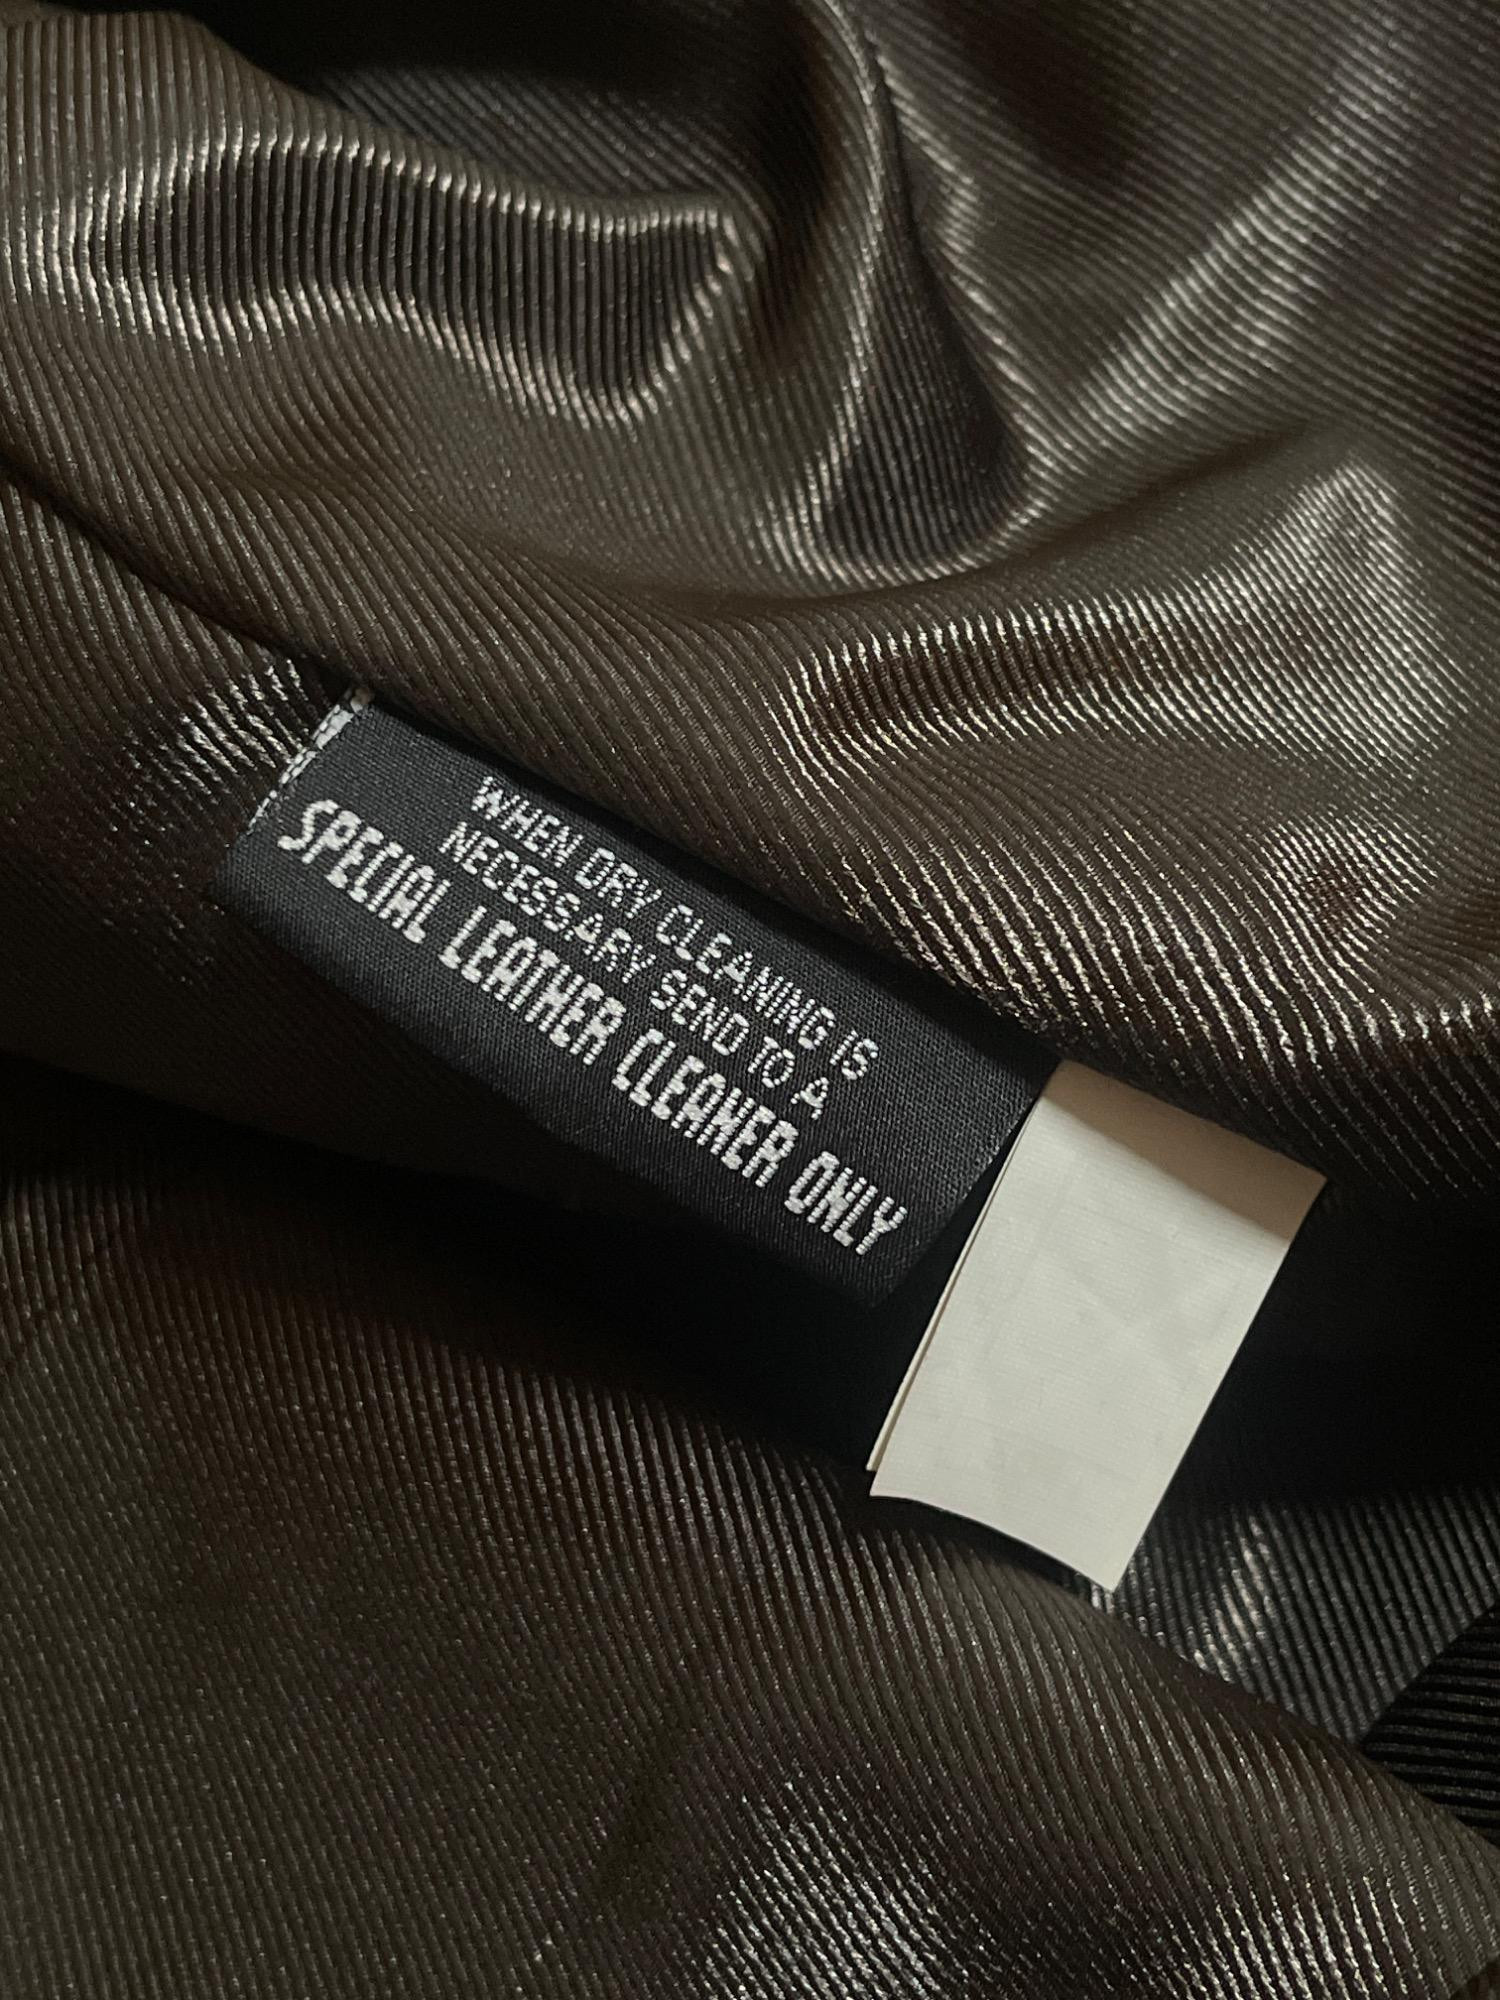 WHEN DRY CLEANING IS
NECESSARY SEND TO A
SPECIAL LEATHER CLEANER ONLY